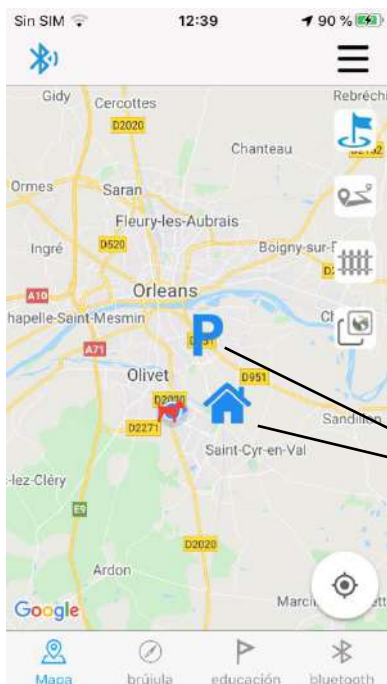 Sin SIM 12:39 90 %
Gidy
Cercottes
Rebréchi
D2020
Chanteau
Ormes
Saran
Fleury-les-Aubrais
Ingré
D520
Boigny-sur-B
A10
Orleans
hapelle-Saint-Mesmin
A71
P
Olivet
D951
D2020
D2271
Sandillon
Saint-Cyr-en-Val
-lez-Cléry
E9
D2020
Ardon
Google
Marci
Mapa
brújula
educación
bluetooth